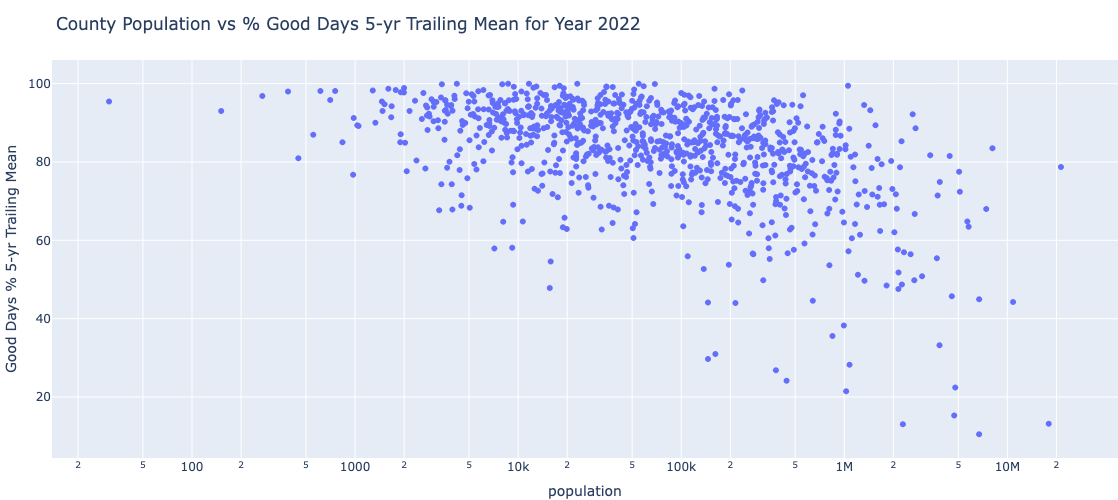 County Population vs % Good Days 5-yr Trailing Mean for Year 2022
Good Days % 5-yr Trailing Mean
100
80
60
40
20
2 5 100 2 5 1000 2 5 10k 2 5 100k 2 5 1M 2 5 10M 2
population